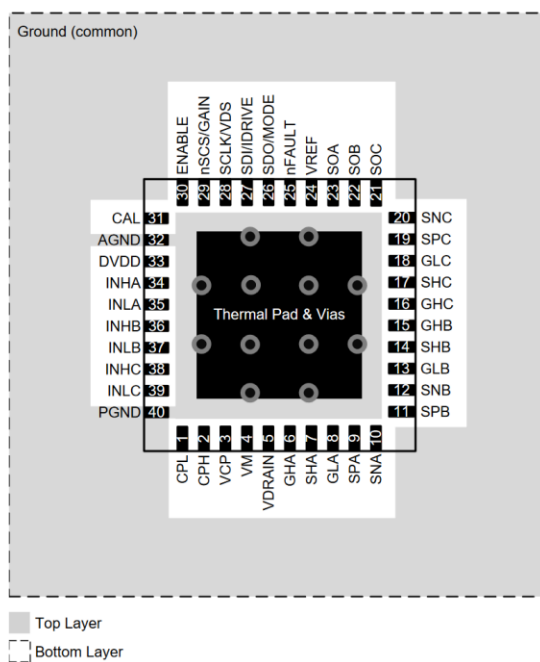 Ground (common)
30 ENABLE
29 nSCS/GAIN
28 SCLK/VDS
27 SDI/IDRIVE
26 SDO/MODE
25 nFAULT
24 VREF
23 SOA
22 SOB
21 SOC
CAL 31
AGND 32
DVDD 33
INHA 34
INLA 35
INHB 36
INLB 37
INHC 38
INLC 39
PGND 40
Thermal Pad & Vias
20 SNC
19 SPC
18 GLC
17 SHC
16 GHC
15 GHB
14 SHB
13 GLB
12 SNB
11 SPB
CPL 1
CPH 2
VCP 3
VM 4
VDRAIN 5
GHA 6
SHA 7
GLA 8
SPA 9
SNA 10
Top Layer
Bottom Layer